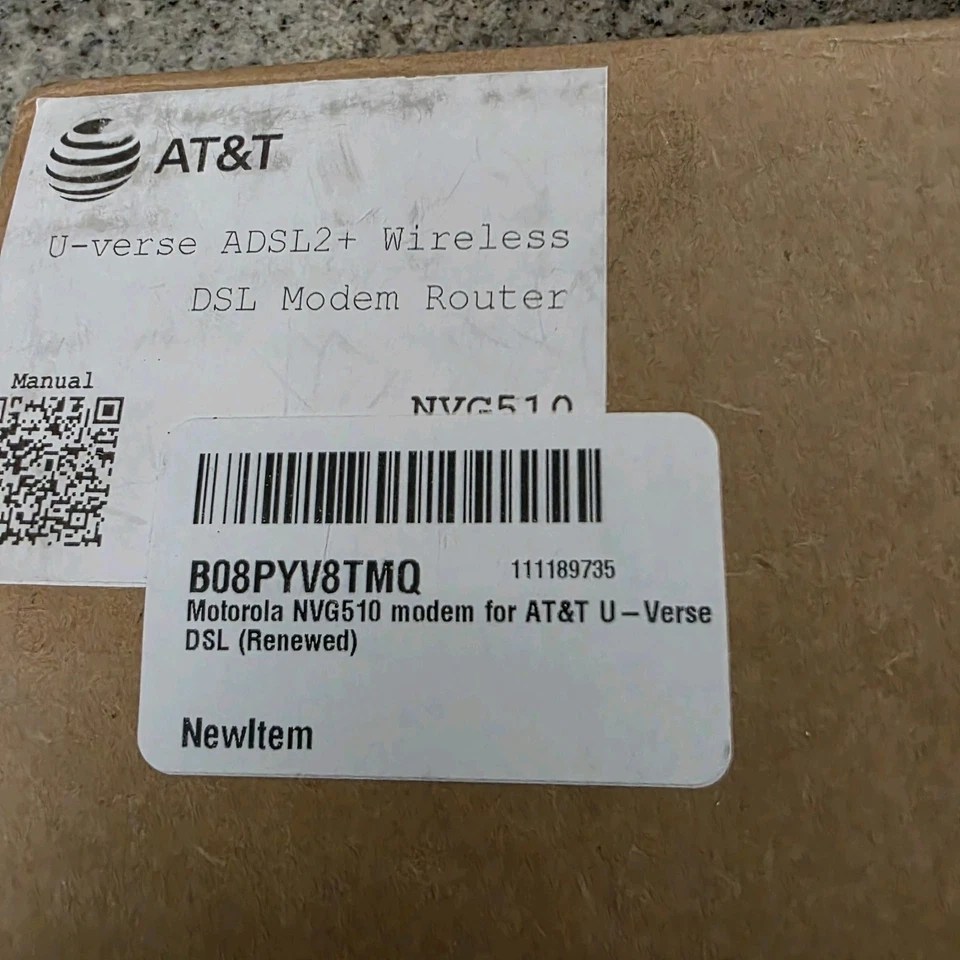 AT&T
U-verse ADSL2+ Wireless
DSL Modem Router
Manual
NVG510
B08PYV8TMQ 111189735
Motorola NVG510 modem for AT&T U-Verse
DSL (Renewed)
NewItem